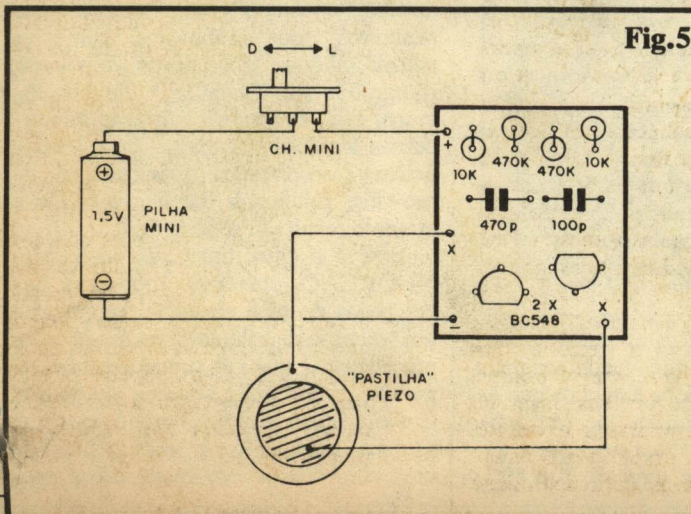 Fig.5
D L
CH. MINI
+
10K 470K 470K 10K
470p 100p
+
1,5V
PILHA
MINI
-
X
2 X
BC548
X
-
"PASTILHA"
PIEZO